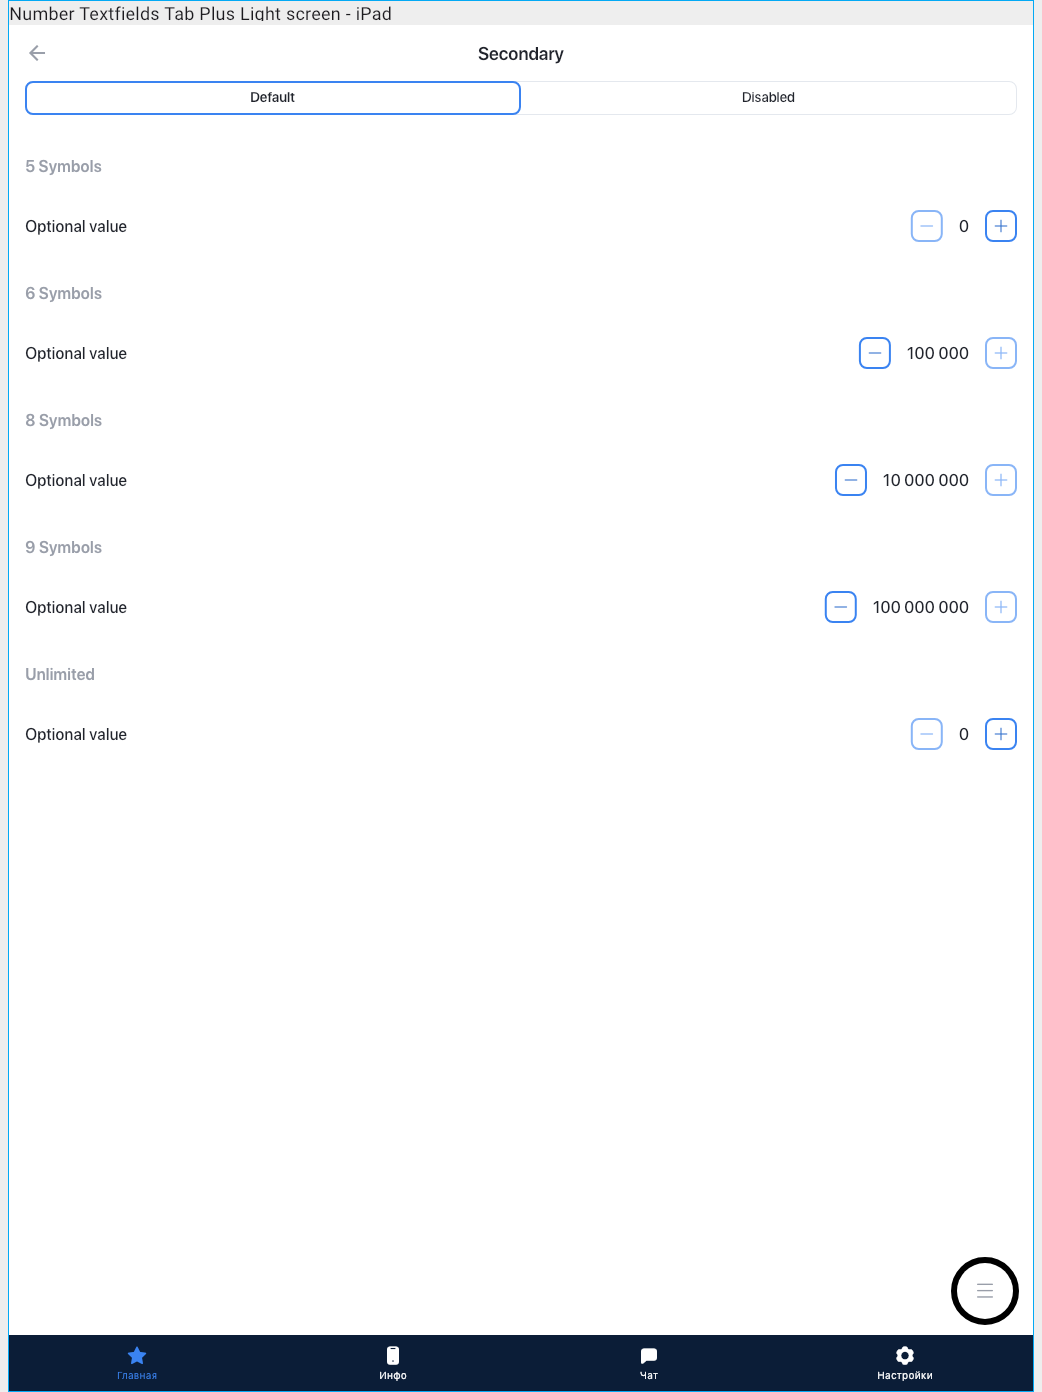 Number Textfields Tab Plus Light screen - iPad
Secondary
Default Disabled
5 Symbols
Optional value 0
6 Symbols
Optional value 100 000
8 Symbols
Optional value 10 000 000
9 Symbols
Optional value 100 000 000
Unlimited
Optional value 0
Главная Инфо Чат Настройки